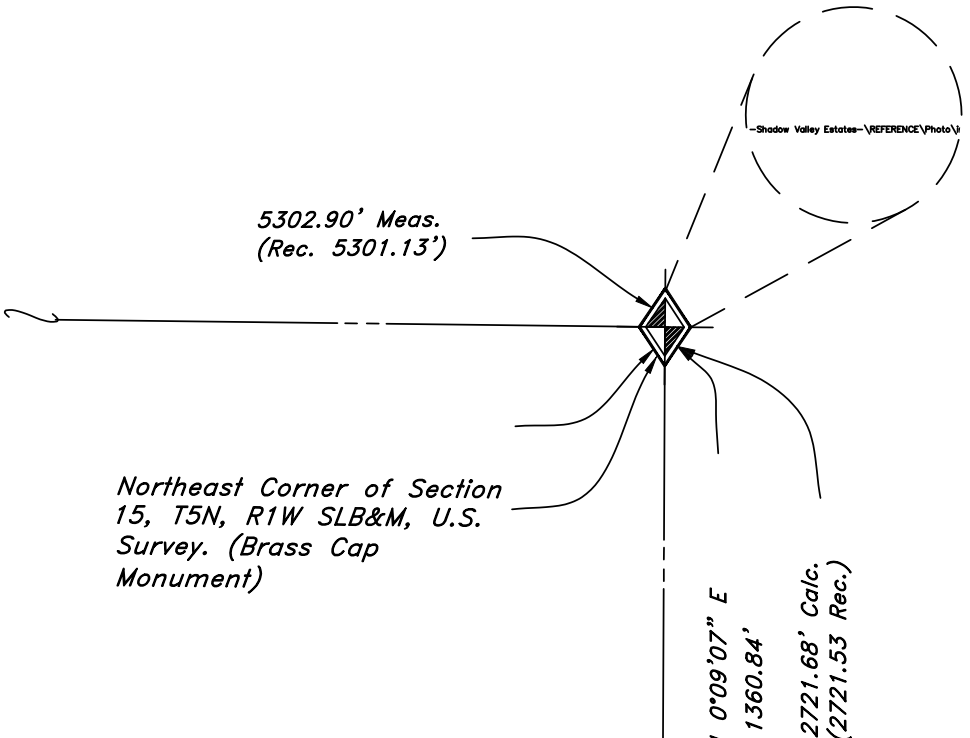 -Shadow Valley Estates-\REFERENCE\Photo\
5302.90' Meas.
(Rec. 5301.13')
Northeast Corner of Section
15, T5N, R1W SLB&M, U.S.
Survey. (Brass Cap
Monument)
0°09'07" E
1360.84'
2721.68' Calc.
(2721.53 Rec.)